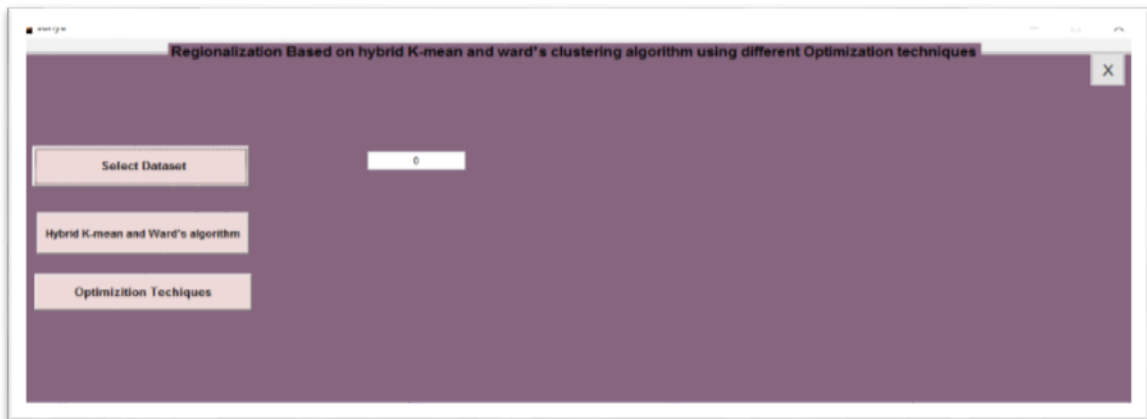 Regionalization Based on hybrid K-mean and ward's clustering algorithm using different Optimization techniques
X
Select Dataset
0
Hybrid K-mean and Ward's algorithm
Optimizition Techiques